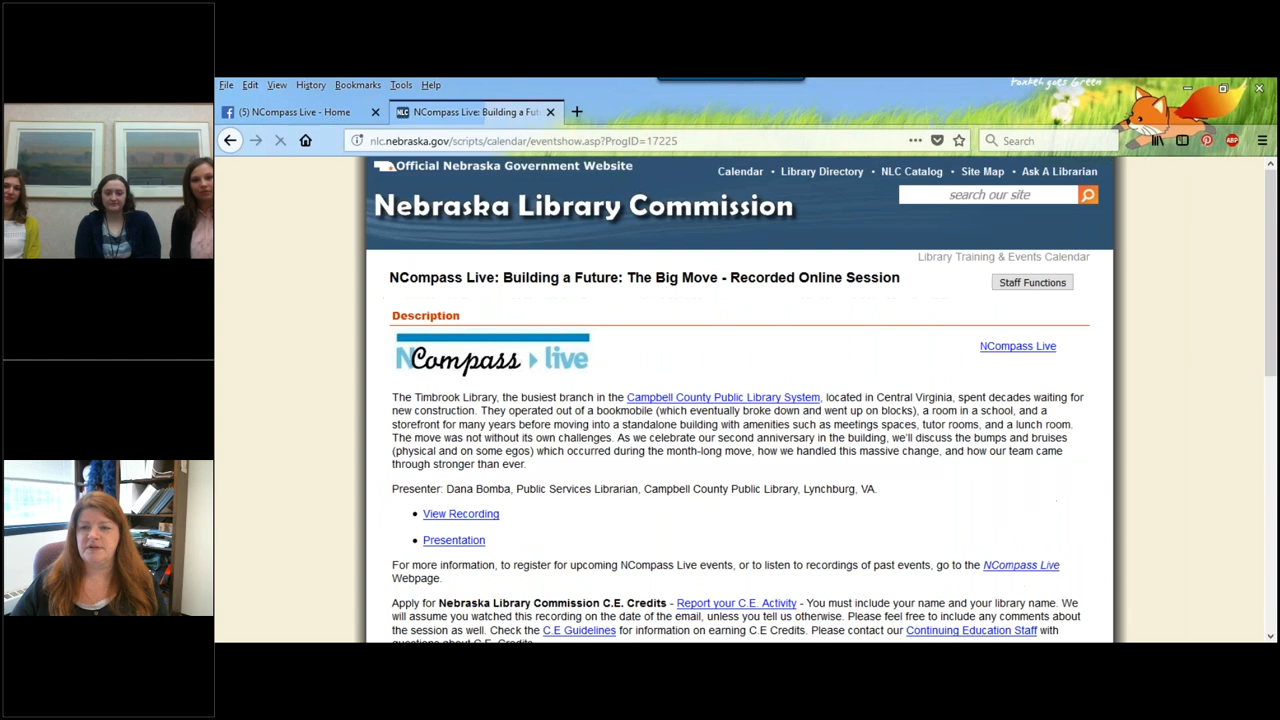 Foxkeh goes Green
File Edit View History Bookmarks Tools Help
(5) NCompass Live - Home
NCompass Live: Building a Fut
nlc.nebraska.gov/scripts/calendar/eventshow.asp?ProgID=17225
Search
ABP
Official Nebraska Government Website
Calendar • Library Directory • NLC Catalog • Site Map • Ask A Librarian
Nebraska Library Commission
search our site
Library Training & Events Calendar
NCompass Live: Building a Future: The Big Move - Recorded Online Session
Staff Functions
Description
NCompass live
NCompass Live
The Timbrook Library, the busiest branch in the Campbell County Public Library System, located in Central Virginia, spent decades waiting for
new construction. They operated out of a bookmobile (which eventually broke down and went up on blocks), a room in a school, and a
storefront for many years before moving into a standalone building with amenities such as meetings spaces, tutor rooms, and a lunch room.
The move was not without its own challenges. As we celebrate our second anniversary in the building, we'll discuss the bumps and bruises
(physical and on some egos) which occurred during the month-long move, how we handled this massive change, and how our team came
through stronger than ever.
Presenter: Dana Bomba, Public Services Librarian, Campbell County Public Library, Lynchburg, VA.
• View Recording
• Presentation
For more information, to register for upcoming NCompass Live events, or to listen to recordings of past events, go to the NCompass Live
Webpage.
Apply for Nebraska Library Commission C.E. Credits - Report your C.E. Activity - You must include your name and your library name. We
will assume you watched this recording on the date of the email, unless you tell us otherwise. Please feel free to include any comments about
the session as well. Check the C.E Guidelines for information on earning C.E Credits. Please contact our Continuing Education Staff with
questions about C.E. Credits